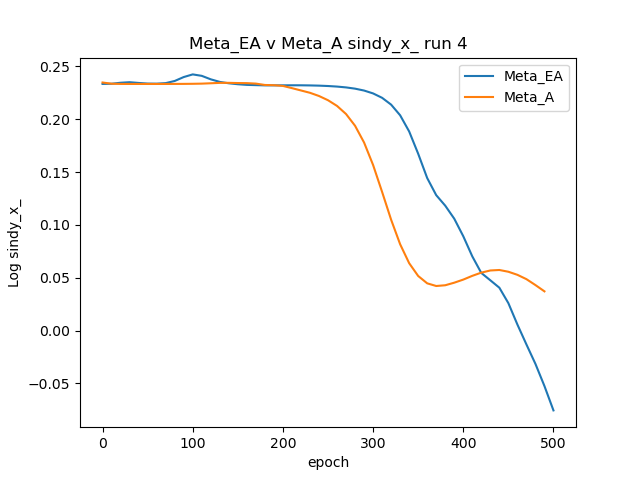 Meta_EA v Meta_A sindy_x_ run 4
Meta_EA
Meta_A
Log sindy_x_
0.25
0.20
0.15
0.10
0.05
0.00
−0.05
0
100
200
300
400
500
epoch